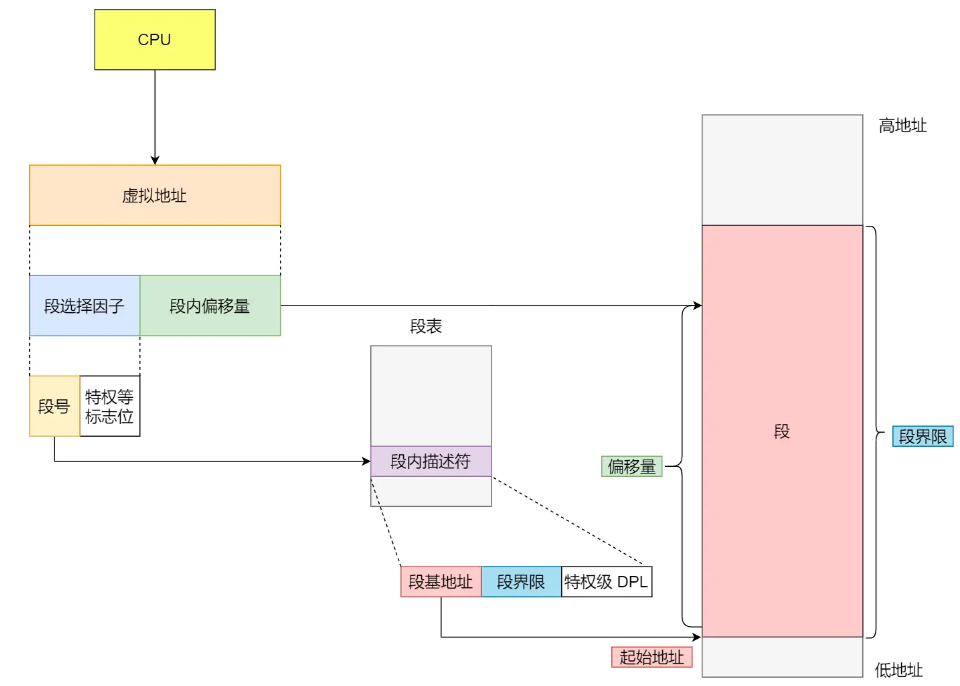 CPU
高地址
虚拟地址
段选择因子
段内偏移量
段表
段号
特权等
标志位
段
段界限
段内描述符
偏移量
段基地址
段界限
特权级 DPL
起始地址
低地址